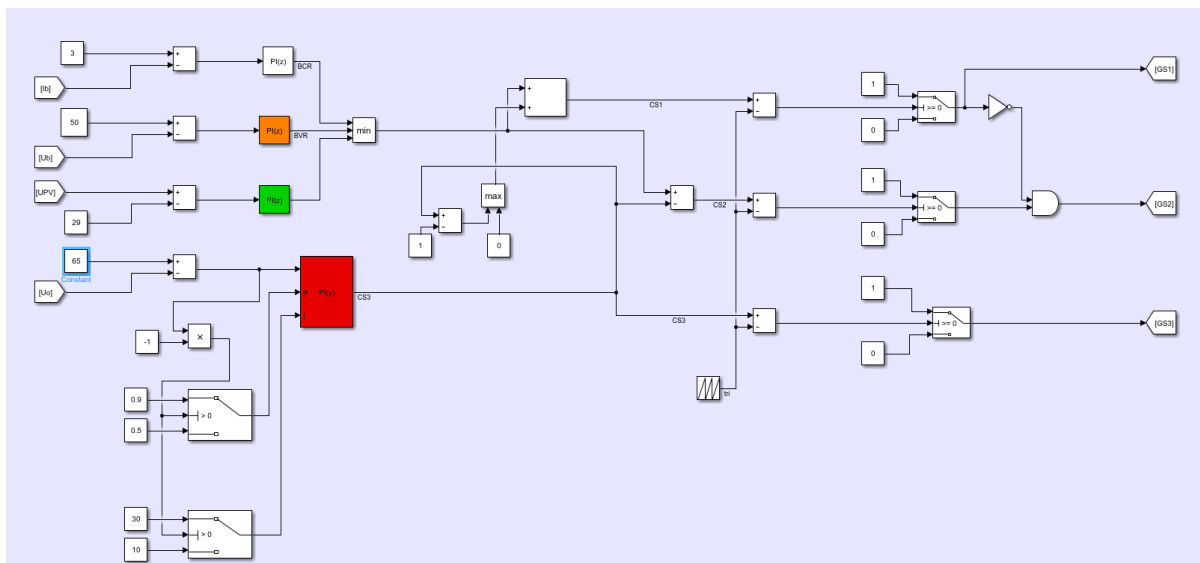 3
[Ib]
+
−
PI(z)
BCR
50
[Ub]
+
−
PI(z)
BVR
min
[UPV]
29
+
−
PI(z)
65
Constant
[Uo]
+
−
PI(z)
P
I
CS3
-1
×
0.9
> 0
0.5
30
> 0
10
+
+
CS1
max
+
−
1
0
+
−
CS2
CS3
tri
+
−
+
−
+
−
1
>= 0
0
[GS1]
1
>= 0
0
[GS2]
1
>= 0
0
[GS3]